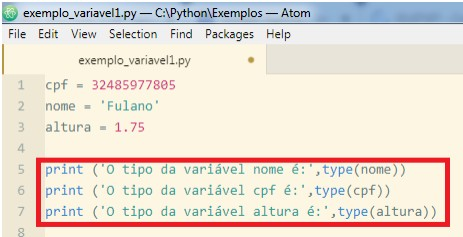 exemplo_variavel1.py — C:\Python\Exemplos — Atom
File Edit View Selection Find Packages Help
exemplo_variavel1.py
1 cpf = 32485977805
2 nome = 'Fulano'
3 altura = 1.75
4
5 print ('O tipo da variável nome é:',type(nome))
6 print ('O tipo da variável cpf é:',type(cpf))
7 print ('O tipo da variável altura é:',type(altura))
8